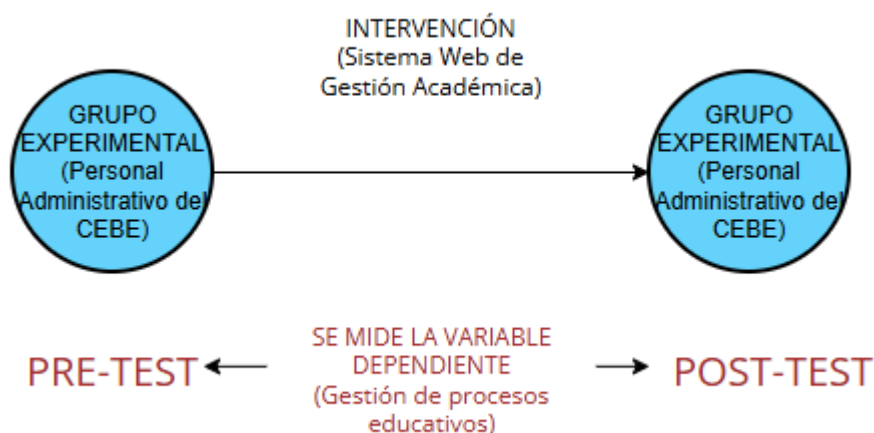 INTERVENCIÓN
(Sistema Web de
Gestión Académica)
GRUPO
EXPERIMENTAL
(Personal
Administrativo del
CEBE)
GRUPO
EXPERIMENTAL
(Personal
Administrativo del
CEBE)
PRE-TEST
SE MIDE LA VARIABLE
DEPENDIENTE
(Gestión de procesos
educativos)
POST-TEST